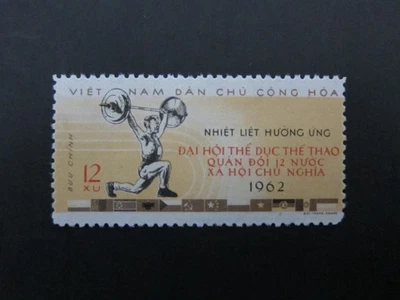 VIỆT NAM DÂN CHỦ CỘNG HÒA
NHIỆT LIỆT HƯỞNG ỨNG
ĐẠI HỘI THỂ DỤC THỂ THAO
QUÂN ĐỘI 12 NƯỚC
XÃ HỘI CHỦ NGHĨA
1962
BƯU CHÍNH
12
XU